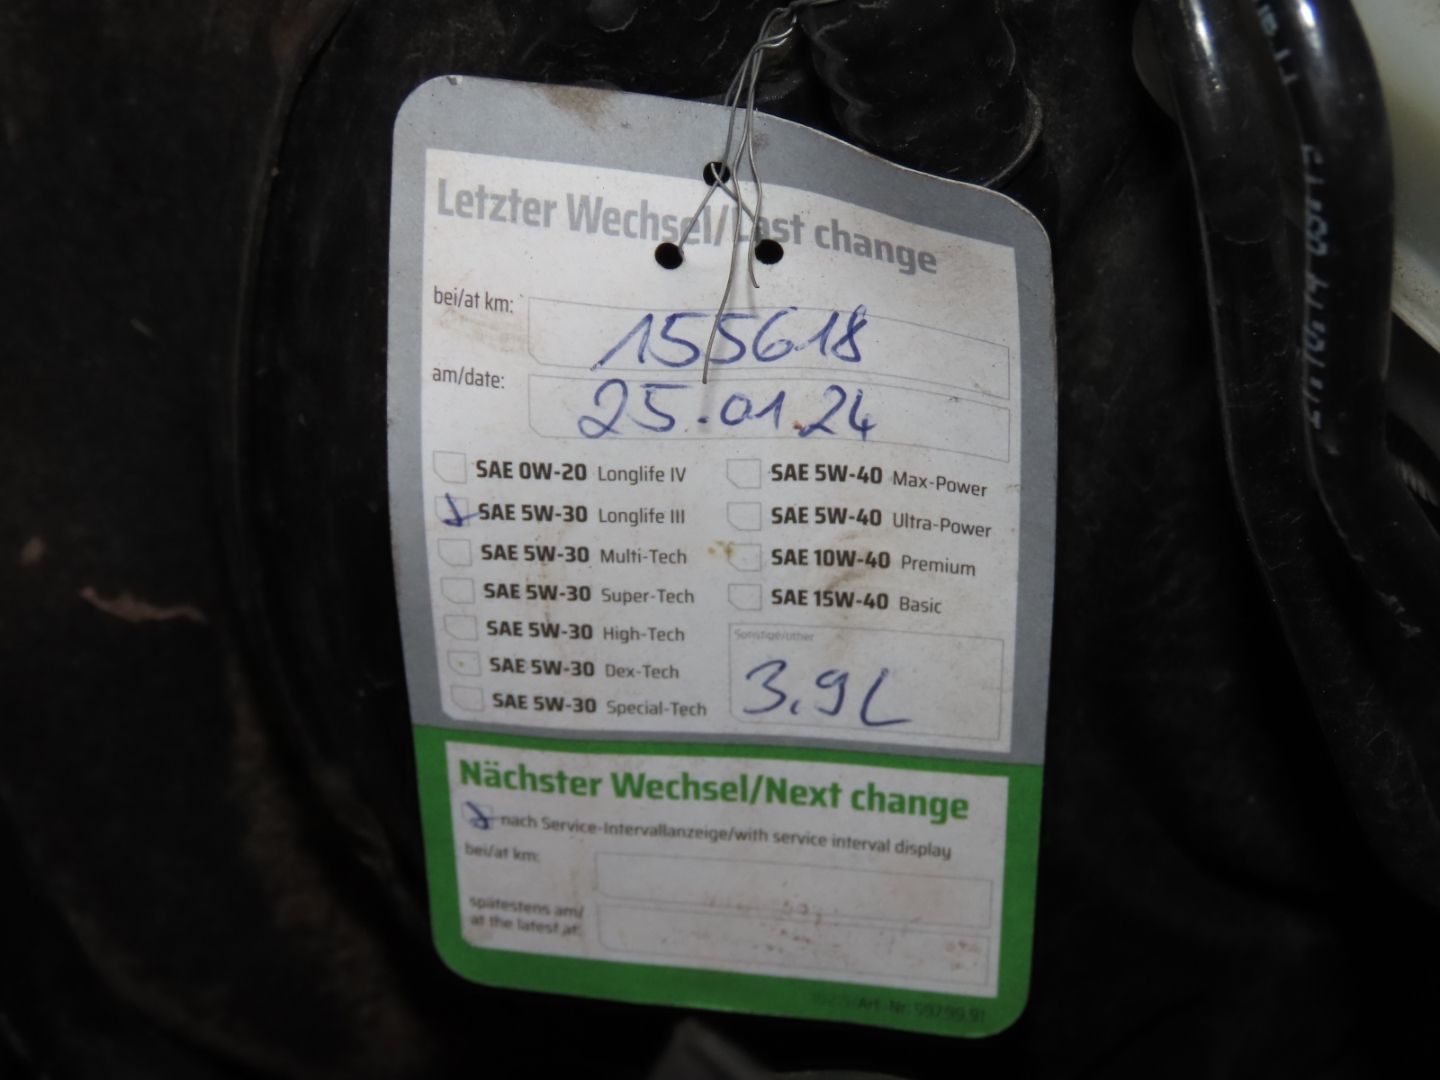 Letzter Wechsel/Last change
bei/at km: 155618
am/date: 25.01.24
SAE 0W-20 Longlife IV
SAE 5W-30 Longlife III
SAE 5W-30 Multi-Tech
SAE 5W-30 Super-Tech
SAE 5W-30 High-Tech
SAE 5W-30 Dex-Tech
SAE 5W-30 Special-Tech
SAE 5W-40 Max-Power
SAE 5W-40 Ultra-Power
SAE 10W-40 Premium
SAE 15W-40 Basic
Sonstige/other
3,9L
Nächster Wechsel/Next change
nach Service-Intervallanzeige/with service interval display
bei/at km:
spätestens am/
at the latest at:
Art.-Nr. 99799.91